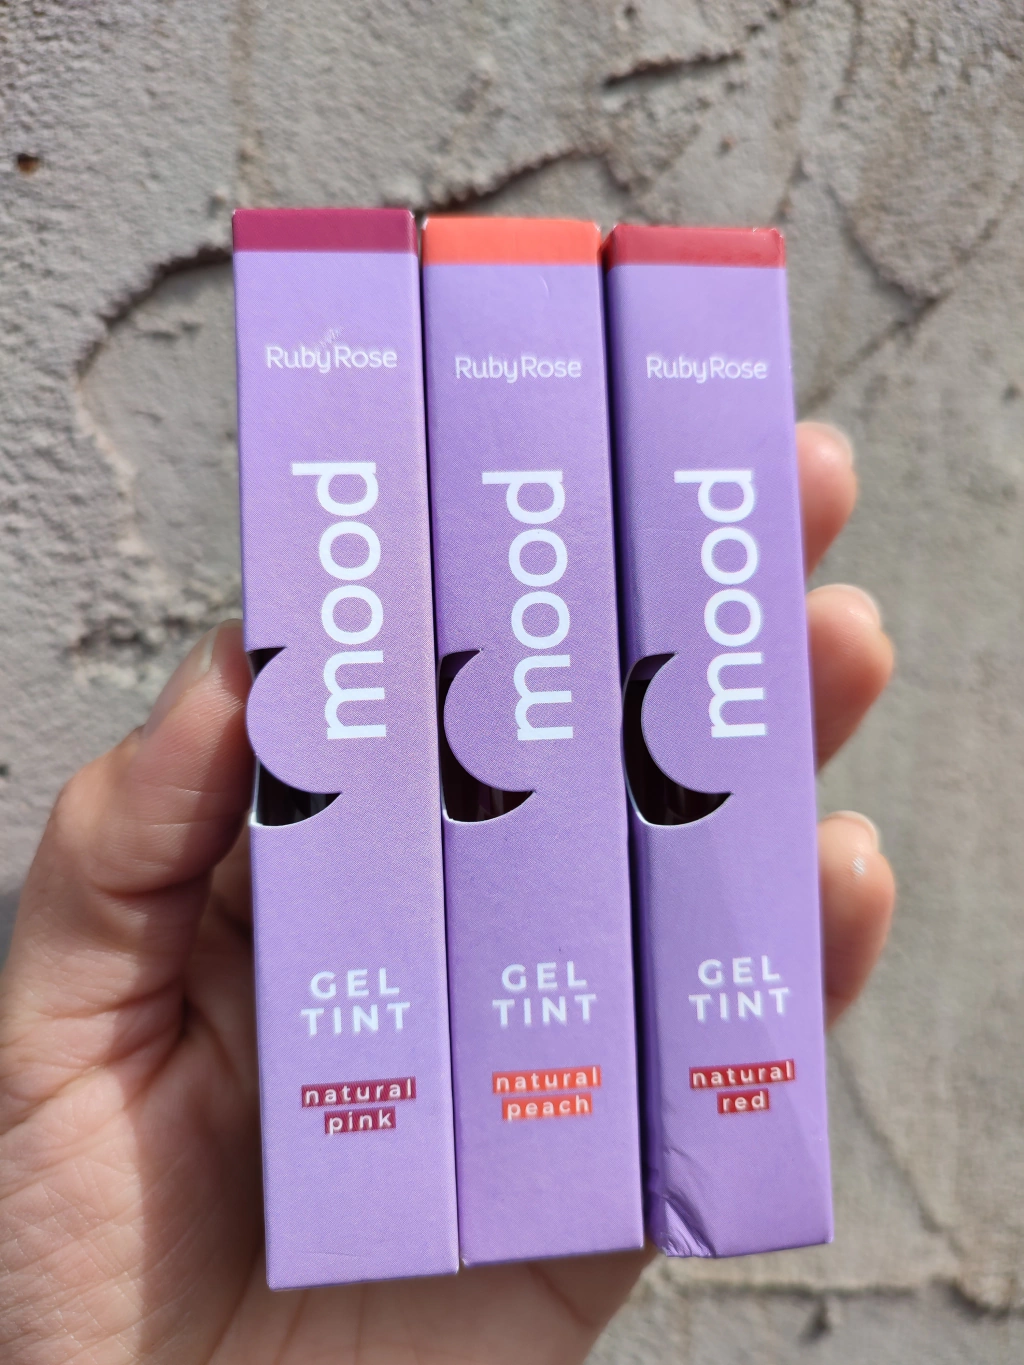 RubyRose
mood
GEL
TINT
natural
pink
RubyRose
mood
GEL
TINT
natural
peach
RubyRose
mood
GEL
TINT
natural
red